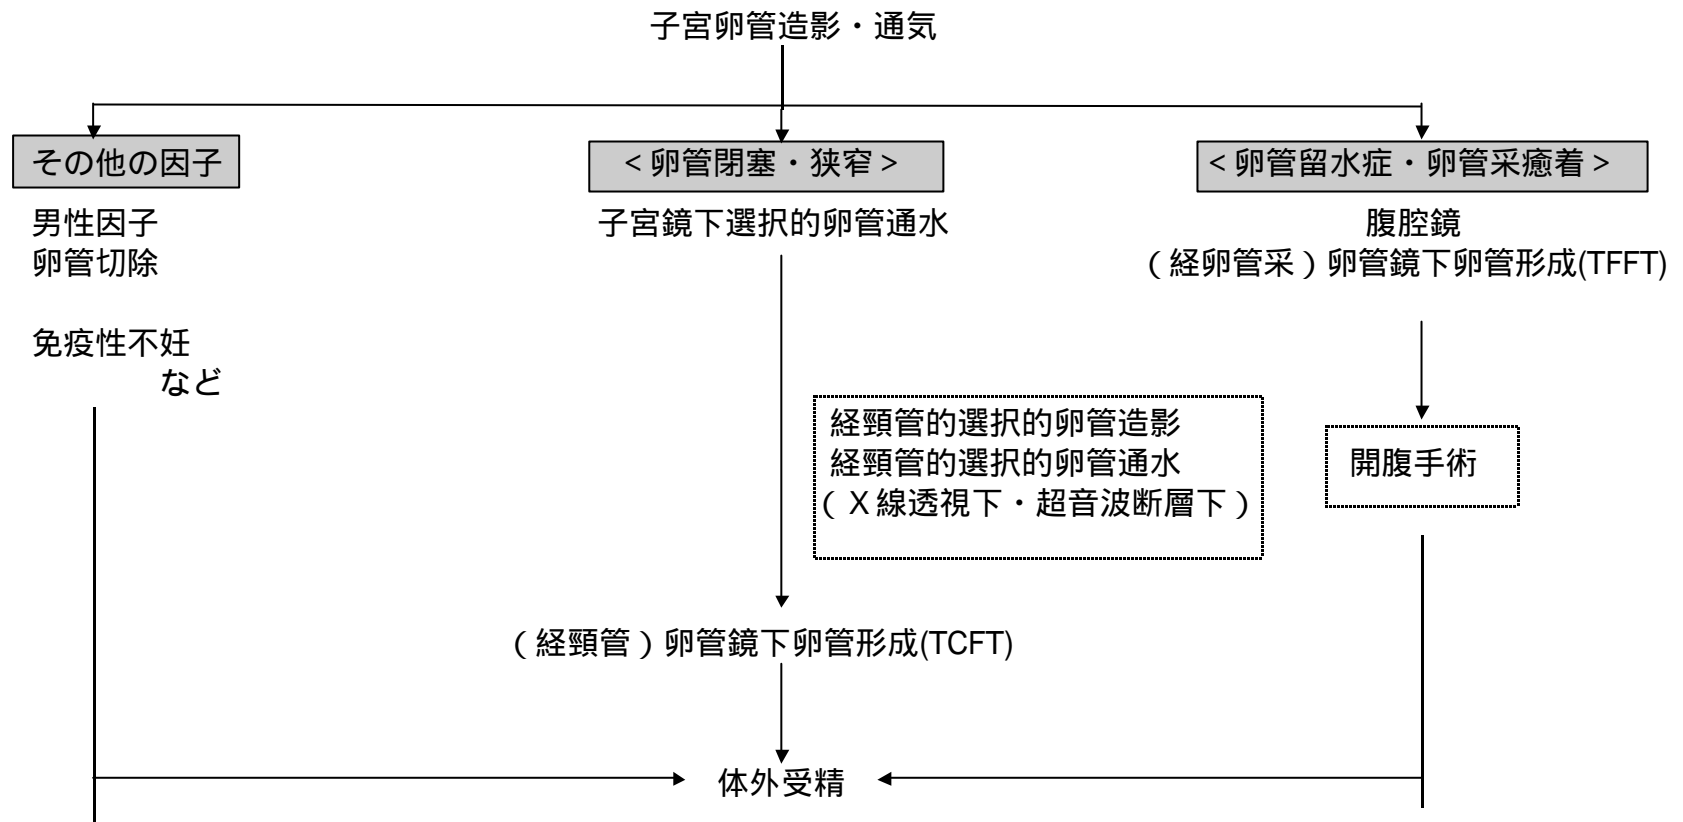 子宮卵管造影・通気
その他の因子
男性因子
卵管切除
免疫性不妊
など
<卵管閉塞・狭窄>
子宮鏡下選択的卵管通水
経頸管的選択的卵管造影
経頸管的選択的卵管通水
(X線透視下・超音波断層下)
(経頸管)卵管鏡下卵管形成(TCFT)
<卵管留水症・卵管采癒着>
腹腔鏡
(経卵管采)卵管鏡下卵管形成(TFFT)
開腹手術
体外受精